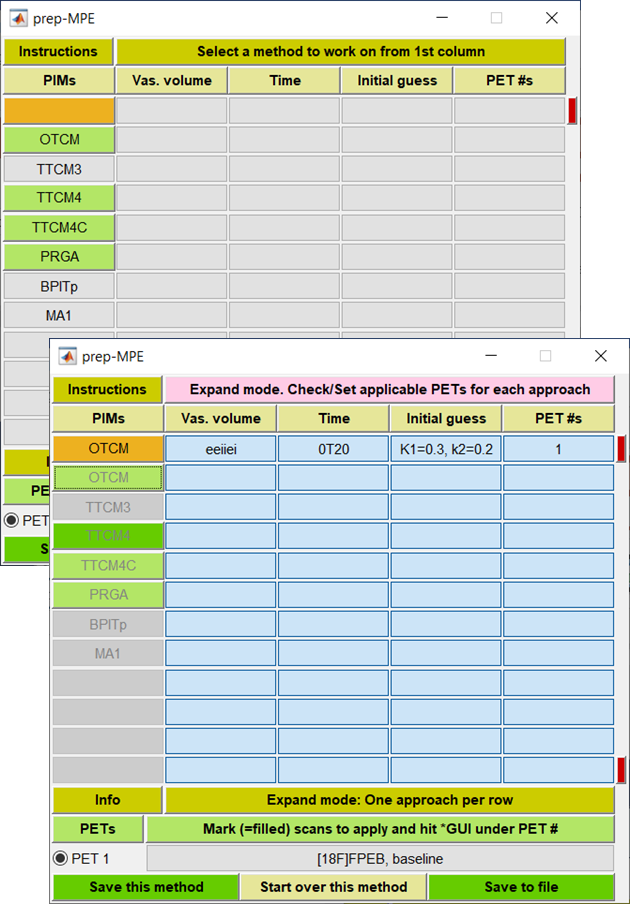 prep-MPE
Instructions Select a method to work on from 1st column
PIMs Vas. volume Time Initial guess PET #s
OTCM
TTCM3
TTCM4
TTCM4C
PRGA
BPITp
MA1
PET
S
prep-MPE
Instructions Expand mode. Check/Set applicable PETs for each approach
PIMs Vas. volume Time Initial guess PET #s
OTCM eeiiei 0T20 K1=0.3, k2=0.2 1
OTCM
TTCM3
TTCM4
TTCM4C
PRGA
BPITp
MA1
Info Expand mode: One approach per row
PETs Mark (=filled) scans to apply and hit *GUI under PET #
PET 1 [18F]FPEB, baseline
Save this method Start over this method Save to file